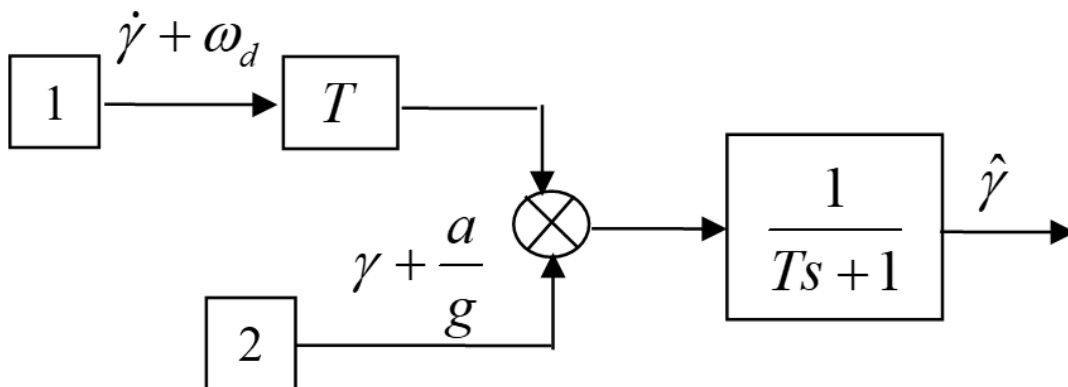 γ̇ + ω_d
1
T
γ + a/g
2
1/(Ts + 1)
γ̂